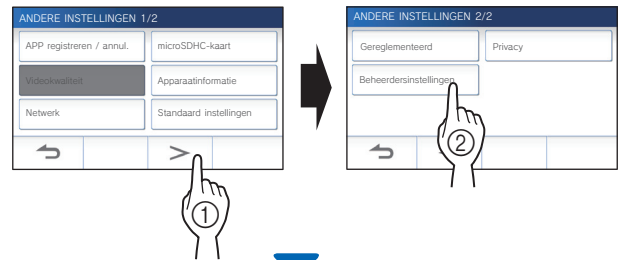 ANDERE INSTELLINGEN 1/2
APP registreren / annul.
microSDHC-kaart
Videokwaliteit
Apparaatinformatie
Netwerk
Standaard instellingen
>
1
ANDERE INSTELLINGEN 2/2
Gereglementeerd
Privacy
Beheerdersinstellingen
2